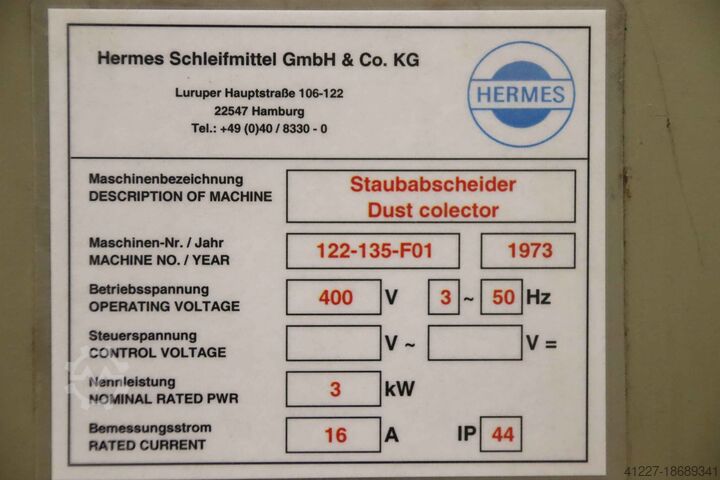 Hermes Schleifmittel GmbH & Co. KG
Luruper Hauptstraße 106-122
22547 Hamburg
Tel.: +49 (0)40 / 8330 - 0
HERMES
Maschinenbezeichnung
DESCRIPTION OF MACHINE
Staubabscheider
Dust colector
Maschinen-Nr. / Jahr
MACHINE NO. / YEAR
122-135-F01 1973
Betriebsspannung
OPERATING VOLTAGE
400 V 3 ~ 50 Hz
Steuerspannung
CONTROL VOLTAGE
V ~ V =
Nennleistung
NOMINAL RATED PWR
3 kW
Bemessungsstrom
RATED CURRENT
16 A IP 44
41227-18689341